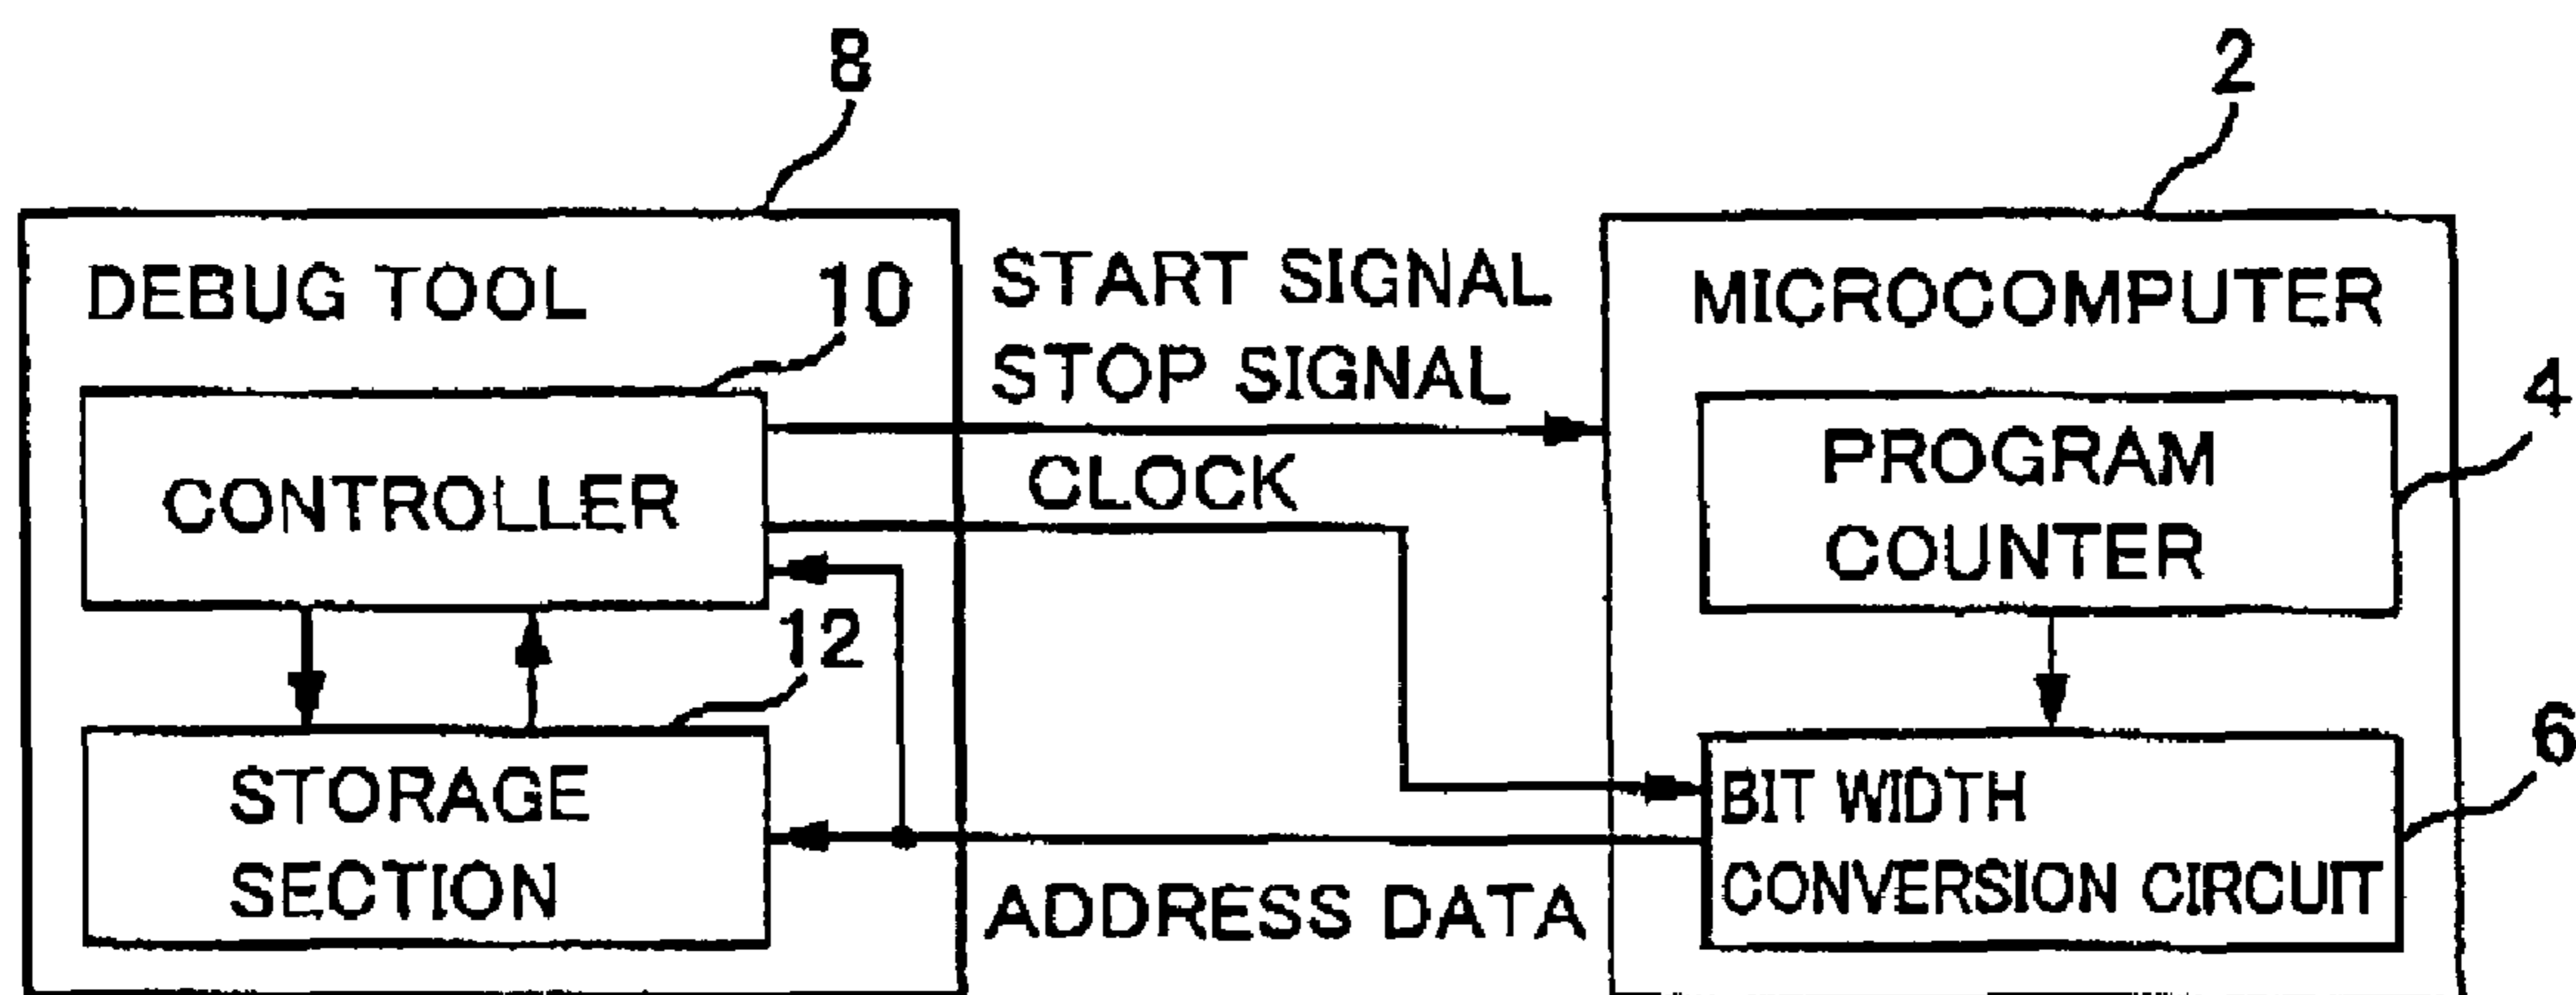 8
2
DEBUG TOOL
10
START SIGNAL
STOP SIGNAL
MICROCOMPUTER
4
CONTROLLER
CLOCK
PROGRAM
COUNTER
12
STORAGE
SECTION
6
BIT WIDTH
CONVERSION CIRCUIT
ADDRESS DATA